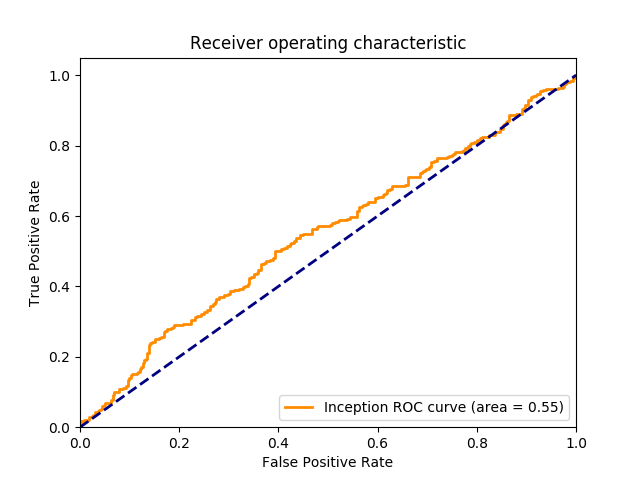 Receiver operating characteristic
True Positive Rate
1.0
0.8
0.6
0.4
0.2
0.0
0.0 0.2 0.4 0.6 0.8 1.0
False Positive Rate
Inception ROC curve (area = 0.55)